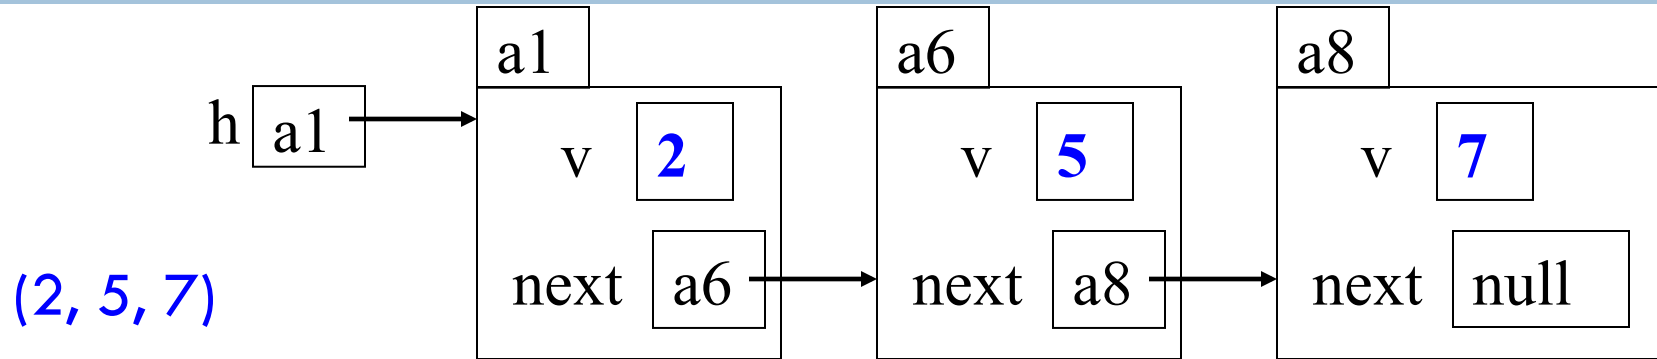 a1 a6 a8
h a1
v 2 v 5 v 7
(2, 5, 7) next a6 next a8 next null